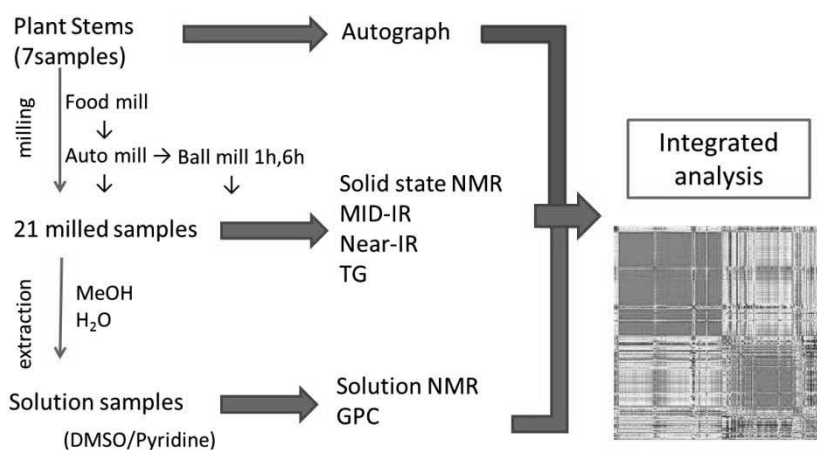 Plant Stems
(7samples)
Autograph
milling
Food mill
↓
Auto mill → Ball mill 1h,6h
↓ ↓
21 milled samples
Solid state NMR
MID-IR
Near-IR
TG
Integrated
analysis
extraction
MeOH
H₂O
Solution samples
(DMSO/Pyridine)
Solution NMR
GPC